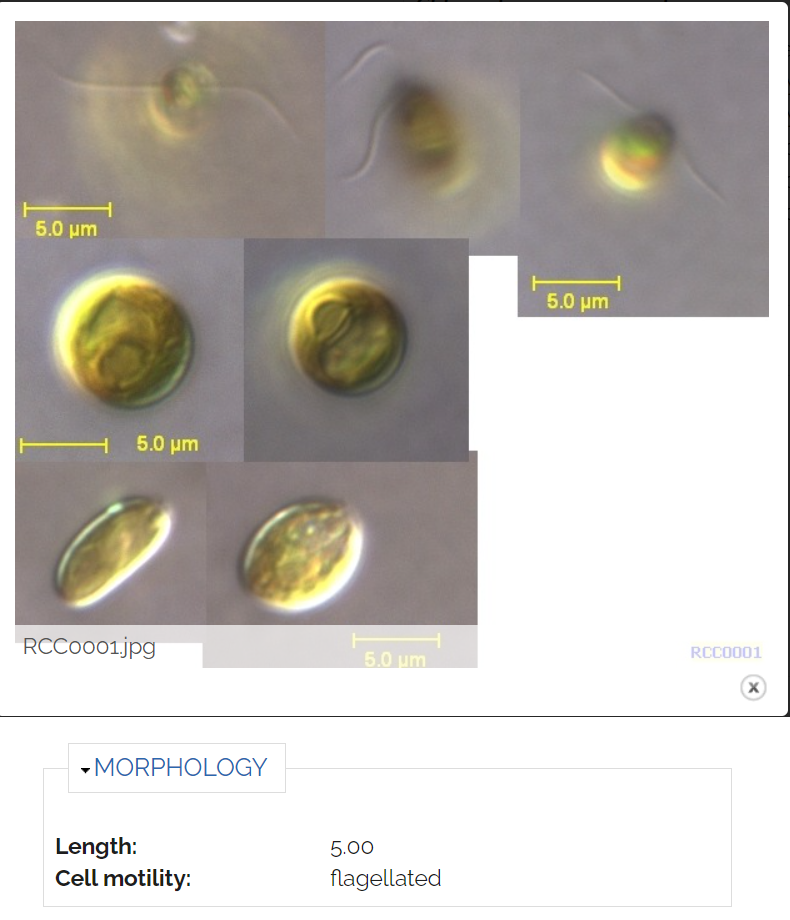 5.0 µm
5.0 µm
5.0 µm
RCC0001.jpg
5.0 µm
RCC0001
x
MORPHOLOGY
Length: 5.00
Cell motility: flagellated